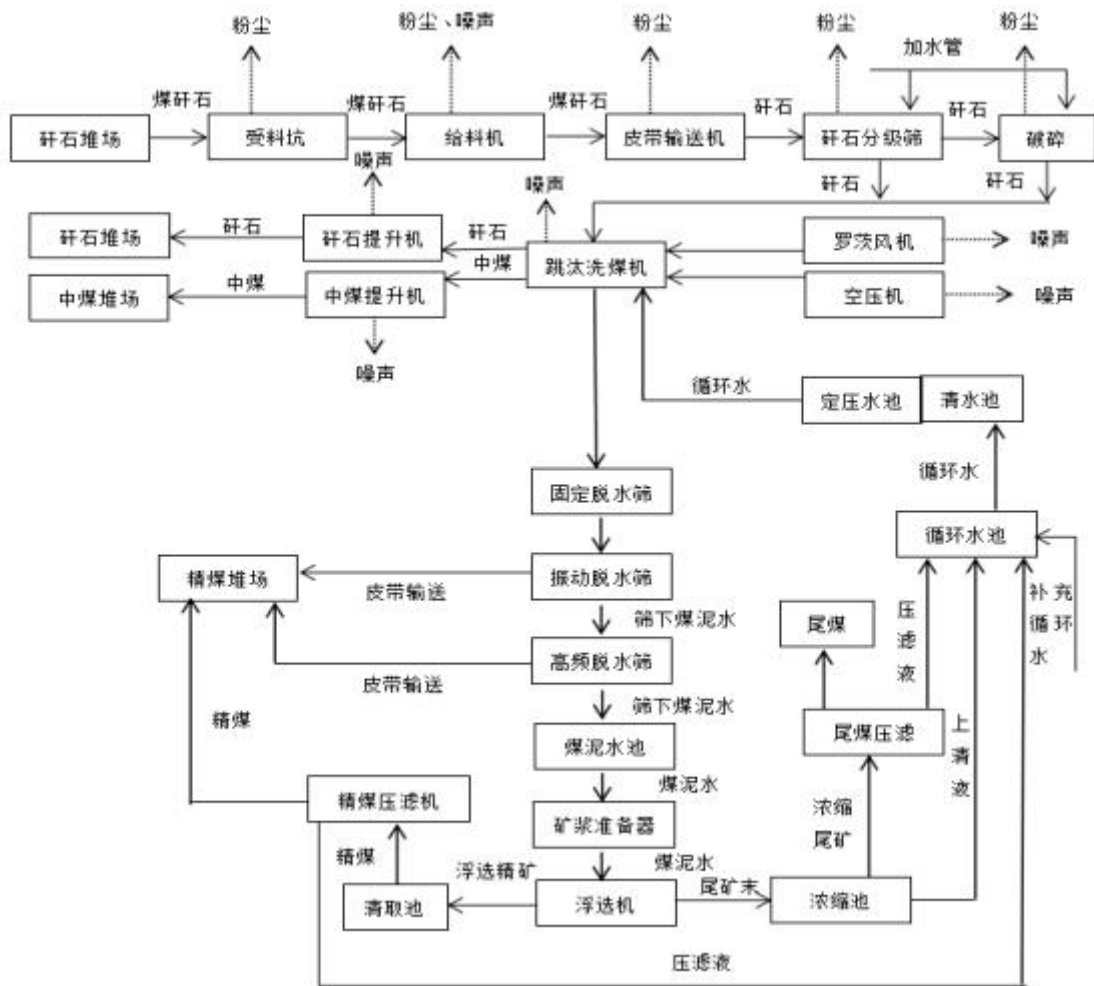 粉尘
粉尘、噪声
粉尘
粉尘
粉尘
加水管
煤矸石
煤矸石
煤矸石
矸石
矸石
矸石堆场
受料坑
给料机
皮带输送机
矸石分级筛
破碎
噪声
噪声
矸石
矸石
矸石堆场
矸石
矸石提升机
矸石
跳汰洗煤机
罗茨风机
噪声
中煤堆场
中煤
中煤提升机
中煤
空压机
噪声
噪声
循环水
定压水池
清水池
循环水
固定脱水筛
循环水池
精煤堆场
皮带输送
振动脱水筛
筛下煤泥水
尾煤
压滤液
补充循环水
皮带输送
高频脱水筛
筛下煤泥水
精煤
煤泥水池
尾煤压滤
上清液
煤泥水
精煤压滤机
矿浆准备器
浓缩
尾矿
精煤
浮选精矿
煤泥水
清取池
浮选机
尾矿末
浓缩池
压滤液